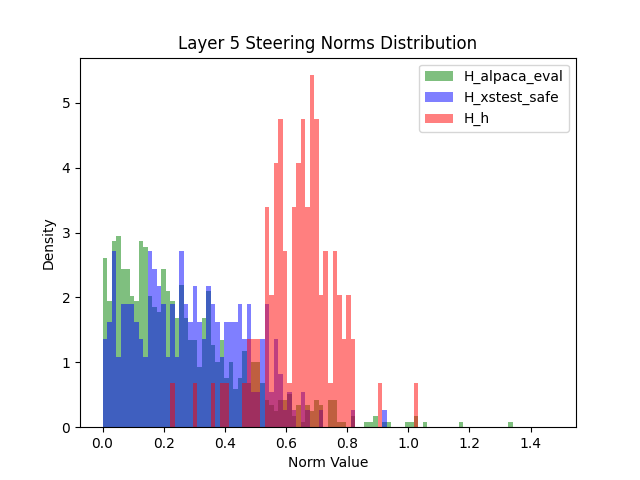 Layer 5 Steering Norms Distribution
H_alpaca_eval
H_xstest_safe
H_h
Density
5
4
3
2
1
0
0.0 0.2 0.4 0.6 0.8 1.0 1.2 1.4
Norm Value